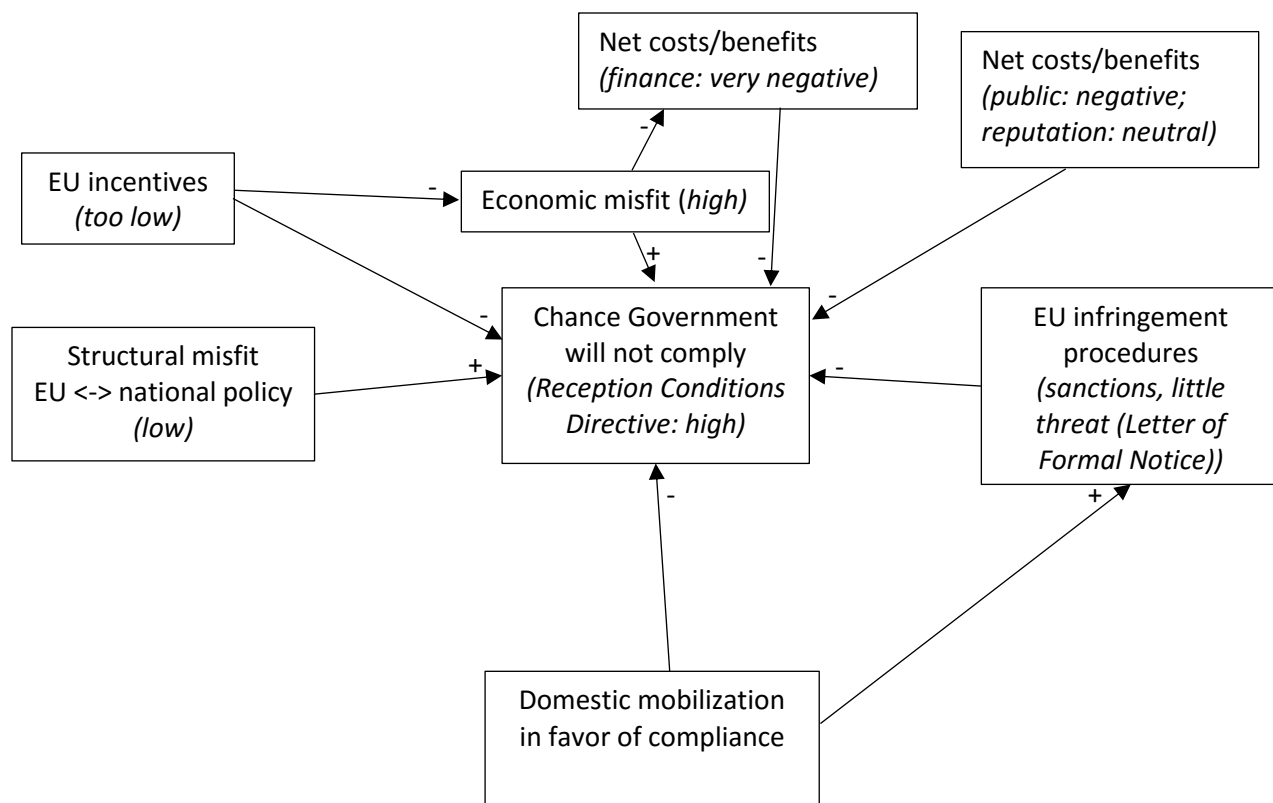 Net costs/benefits
(finance: very negative)
Net costs/benefits
(public: negative;
reputation: neutral)
-
EU incentives
(too low)
-
Economic misfit (high)
+
-
-
-
Structural misfit
EU <-> national policy
(low)
+
Chance Government
will not comply
(Reception Conditions
Directive: high)
-
EU infringement
procedures
(sanctions, little
threat (Letter of
Formal Notice))
-
+
Domestic mobilization
in favor of compliance